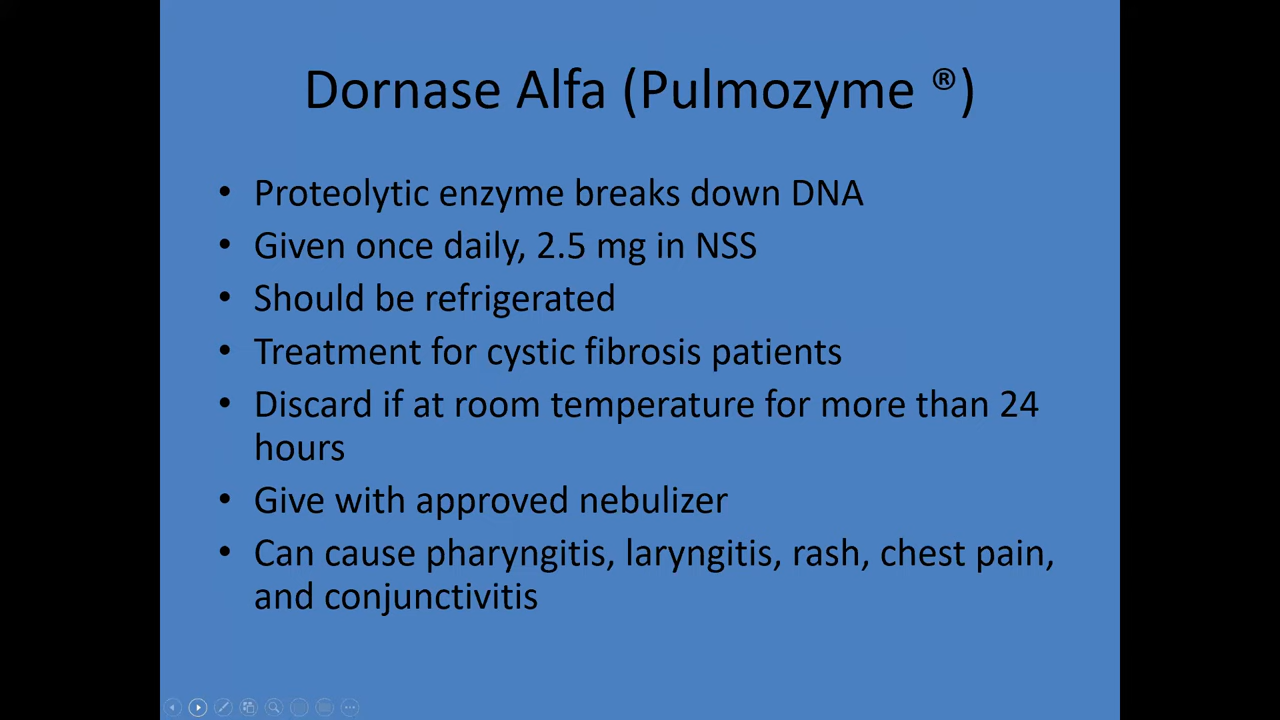 Dornase Alfa (Pulmozyme ®)
• Proteolytic enzyme breaks down DNA
• Given once daily, 2.5 mg in NSS
• Should be refrigerated
• Treatment for cystic fibrosis patients
• Discard if at room temperature for more than 24
hours
• Give with approved nebulizer
• Can cause pharyngitis, laryngitis, rash, chest pain,
and conjunctivitis